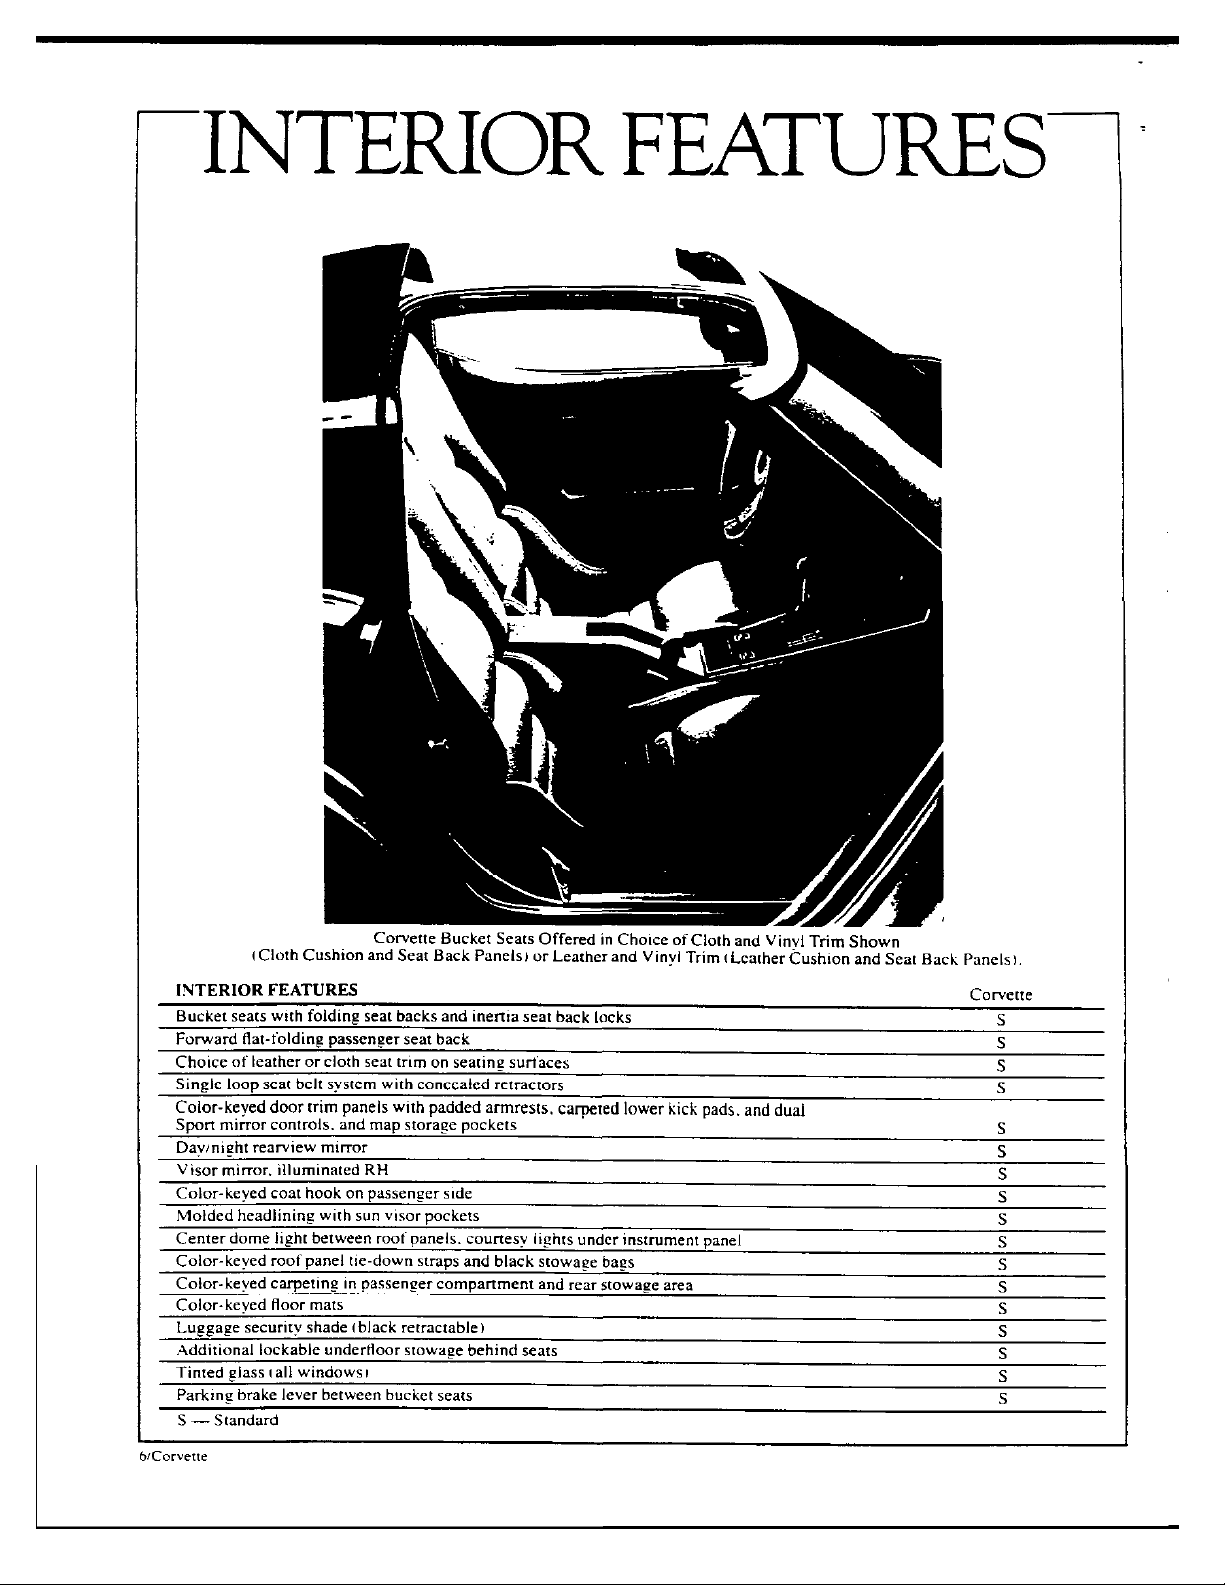 INTERIOR FEATURES
Corvette Bucket Seats Offered in Choice of Cloth and Vinyl Trim Shown
(Cloth Cushion and Seat Back Panels) or Leather and Vinyl Trim (Leather Cushion and Seat Back Panels).
INTERIOR FEATURES Corvette
Bucket seats with folding seat backs and inertia seat back locks S
Forward flat-folding passenger seat back S
Choice of leather or cloth seat trim on seating surfaces S
Single loop seat belt system with concealed retractors S
Color-keyed door trim panels with padded armrests, carpeted lower kick pads, and dual
Sport mirror controls, and map storage pockets S
Day/night rearview mirror S
Visor mirror, illuminated RH S
Color-keyed coat hook on passenger side S
Molded headlining with sun visor pockets S
Center dome light between roof panels, courtesy lights under instrument panel S
Color-keyed roof panel tie-down straps and black stowage bags S
Color-keyed carpeting in passenger compartment and rear stowage area S
Color-keyed floor mats S
Luggage security shade (black retractable) S
Additional lockable underfloor stowage behind seats S
Tinted glass (all windows) S
Parking brake lever between bucket seats S
S — Standard
6/Corvette